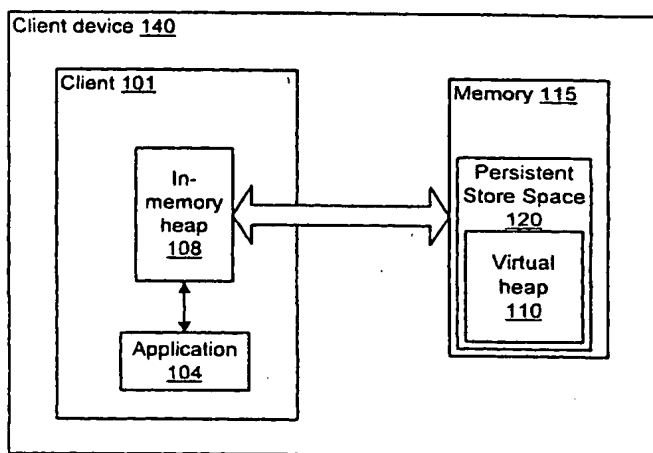 Client device 140
Client 101
In-
memory
heap
108
Application
104
Memory 115
Persistent
Store Space
120
Virtual
heap
110